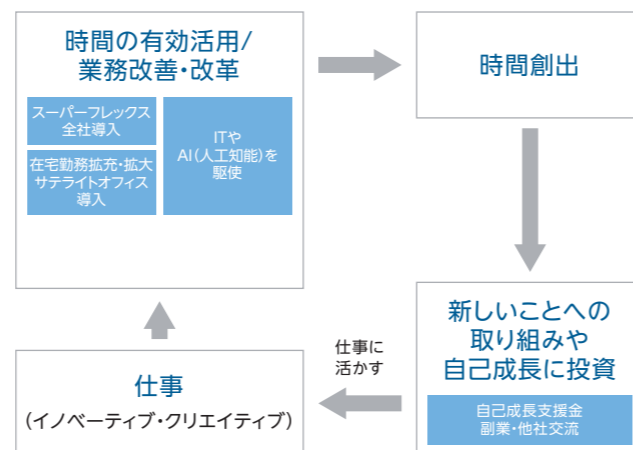 時間の有効活用/
業務改善・改革
スーパーフレックス
全社導入
在宅勤務拡充・拡大
サテライトオフィス
導入
ITや
AI(人工知能)を
駆使
時間創出
新しいことへの
取り組みや
自己成長に投資
自己成長支援金
副業・他社交流
仕事に
活かす
仕事
(イノベーティブ・クリエイティブ)